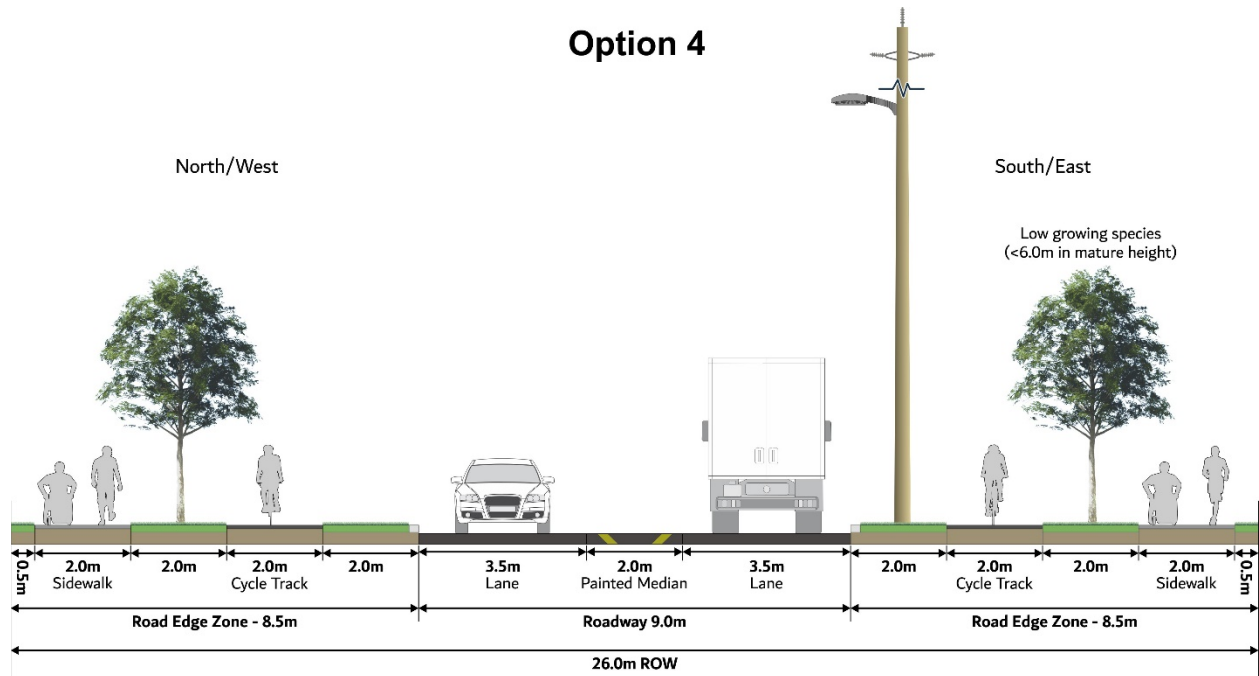 Option 4
North/West
South/East
Low growing species
(<6.0m in mature height)
0.5m
2.0m
Sidewalk
2.0m
2.0m
Cycle Track
2.0m
3.5m
Lane
2.0m
Painted Median
3.5m
Lane
2.0m
2.0m
Cycle Track
2.0m
2.0m
Sidewalk
0.5m
Road Edge Zone - 8.5m
Roadway 9.0m
Road Edge Zone - 8.5m
26.0m ROW